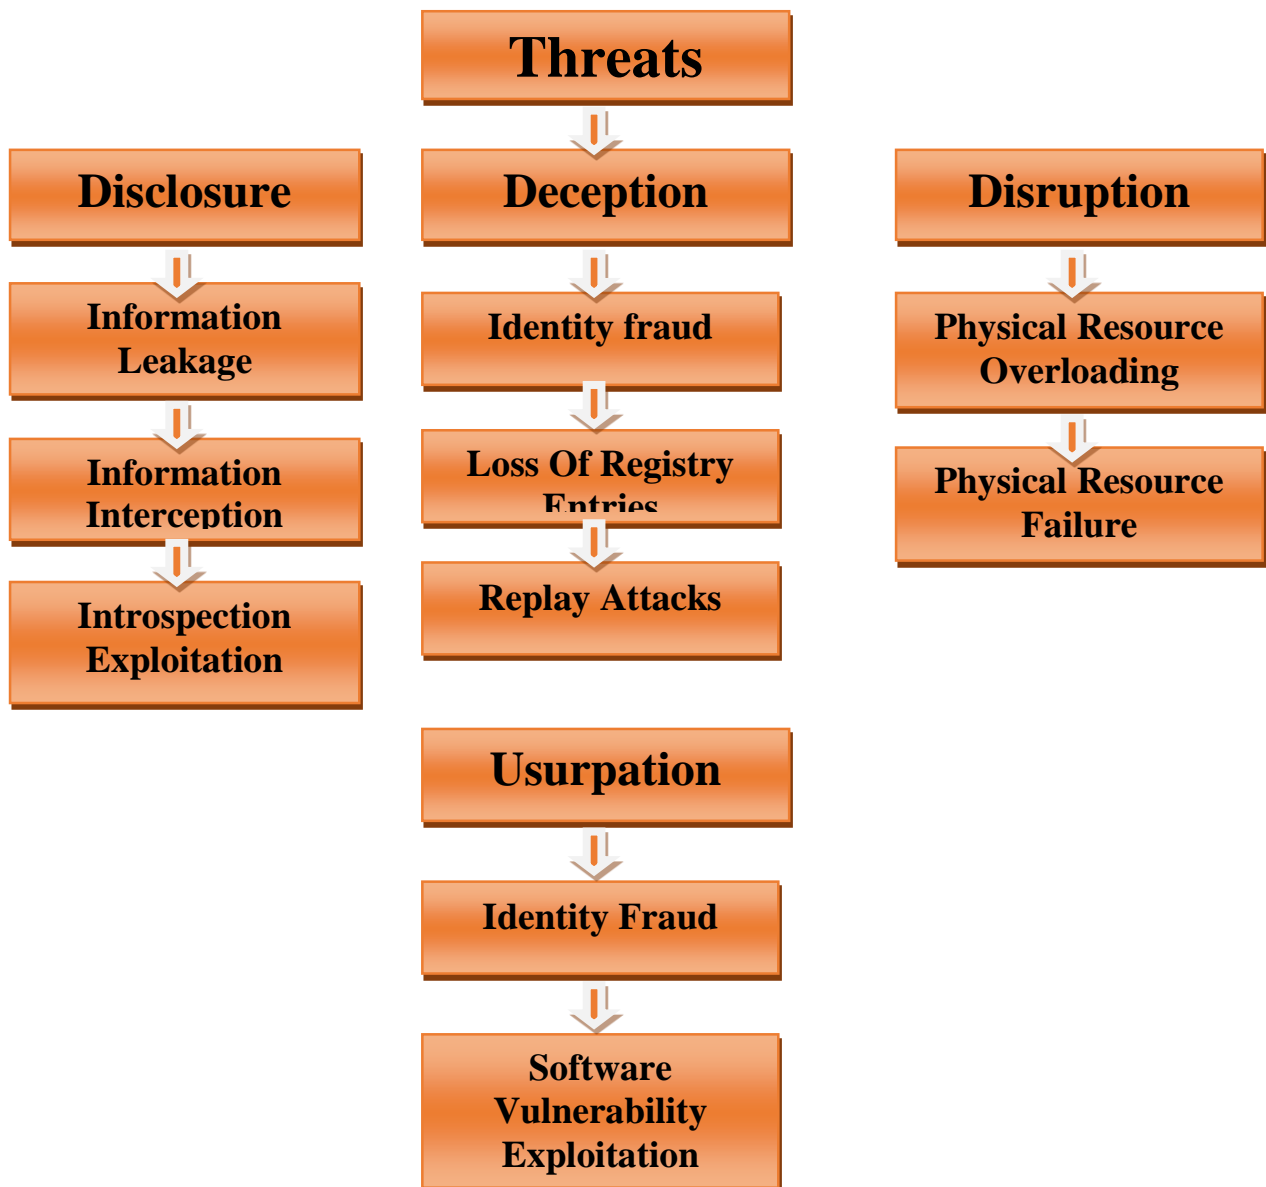 Threats
Disclosure
Deception
Disruption
Information
Leakage
Identity fraud
Physical Resource
Overloading
Information
Interception
Loss Of Registry
Entries
Physical Resource
Failure
Introspection
Exploitation
Replay Attacks
Usurpation
Identity Fraud
Software
Vulnerability
Exploitation